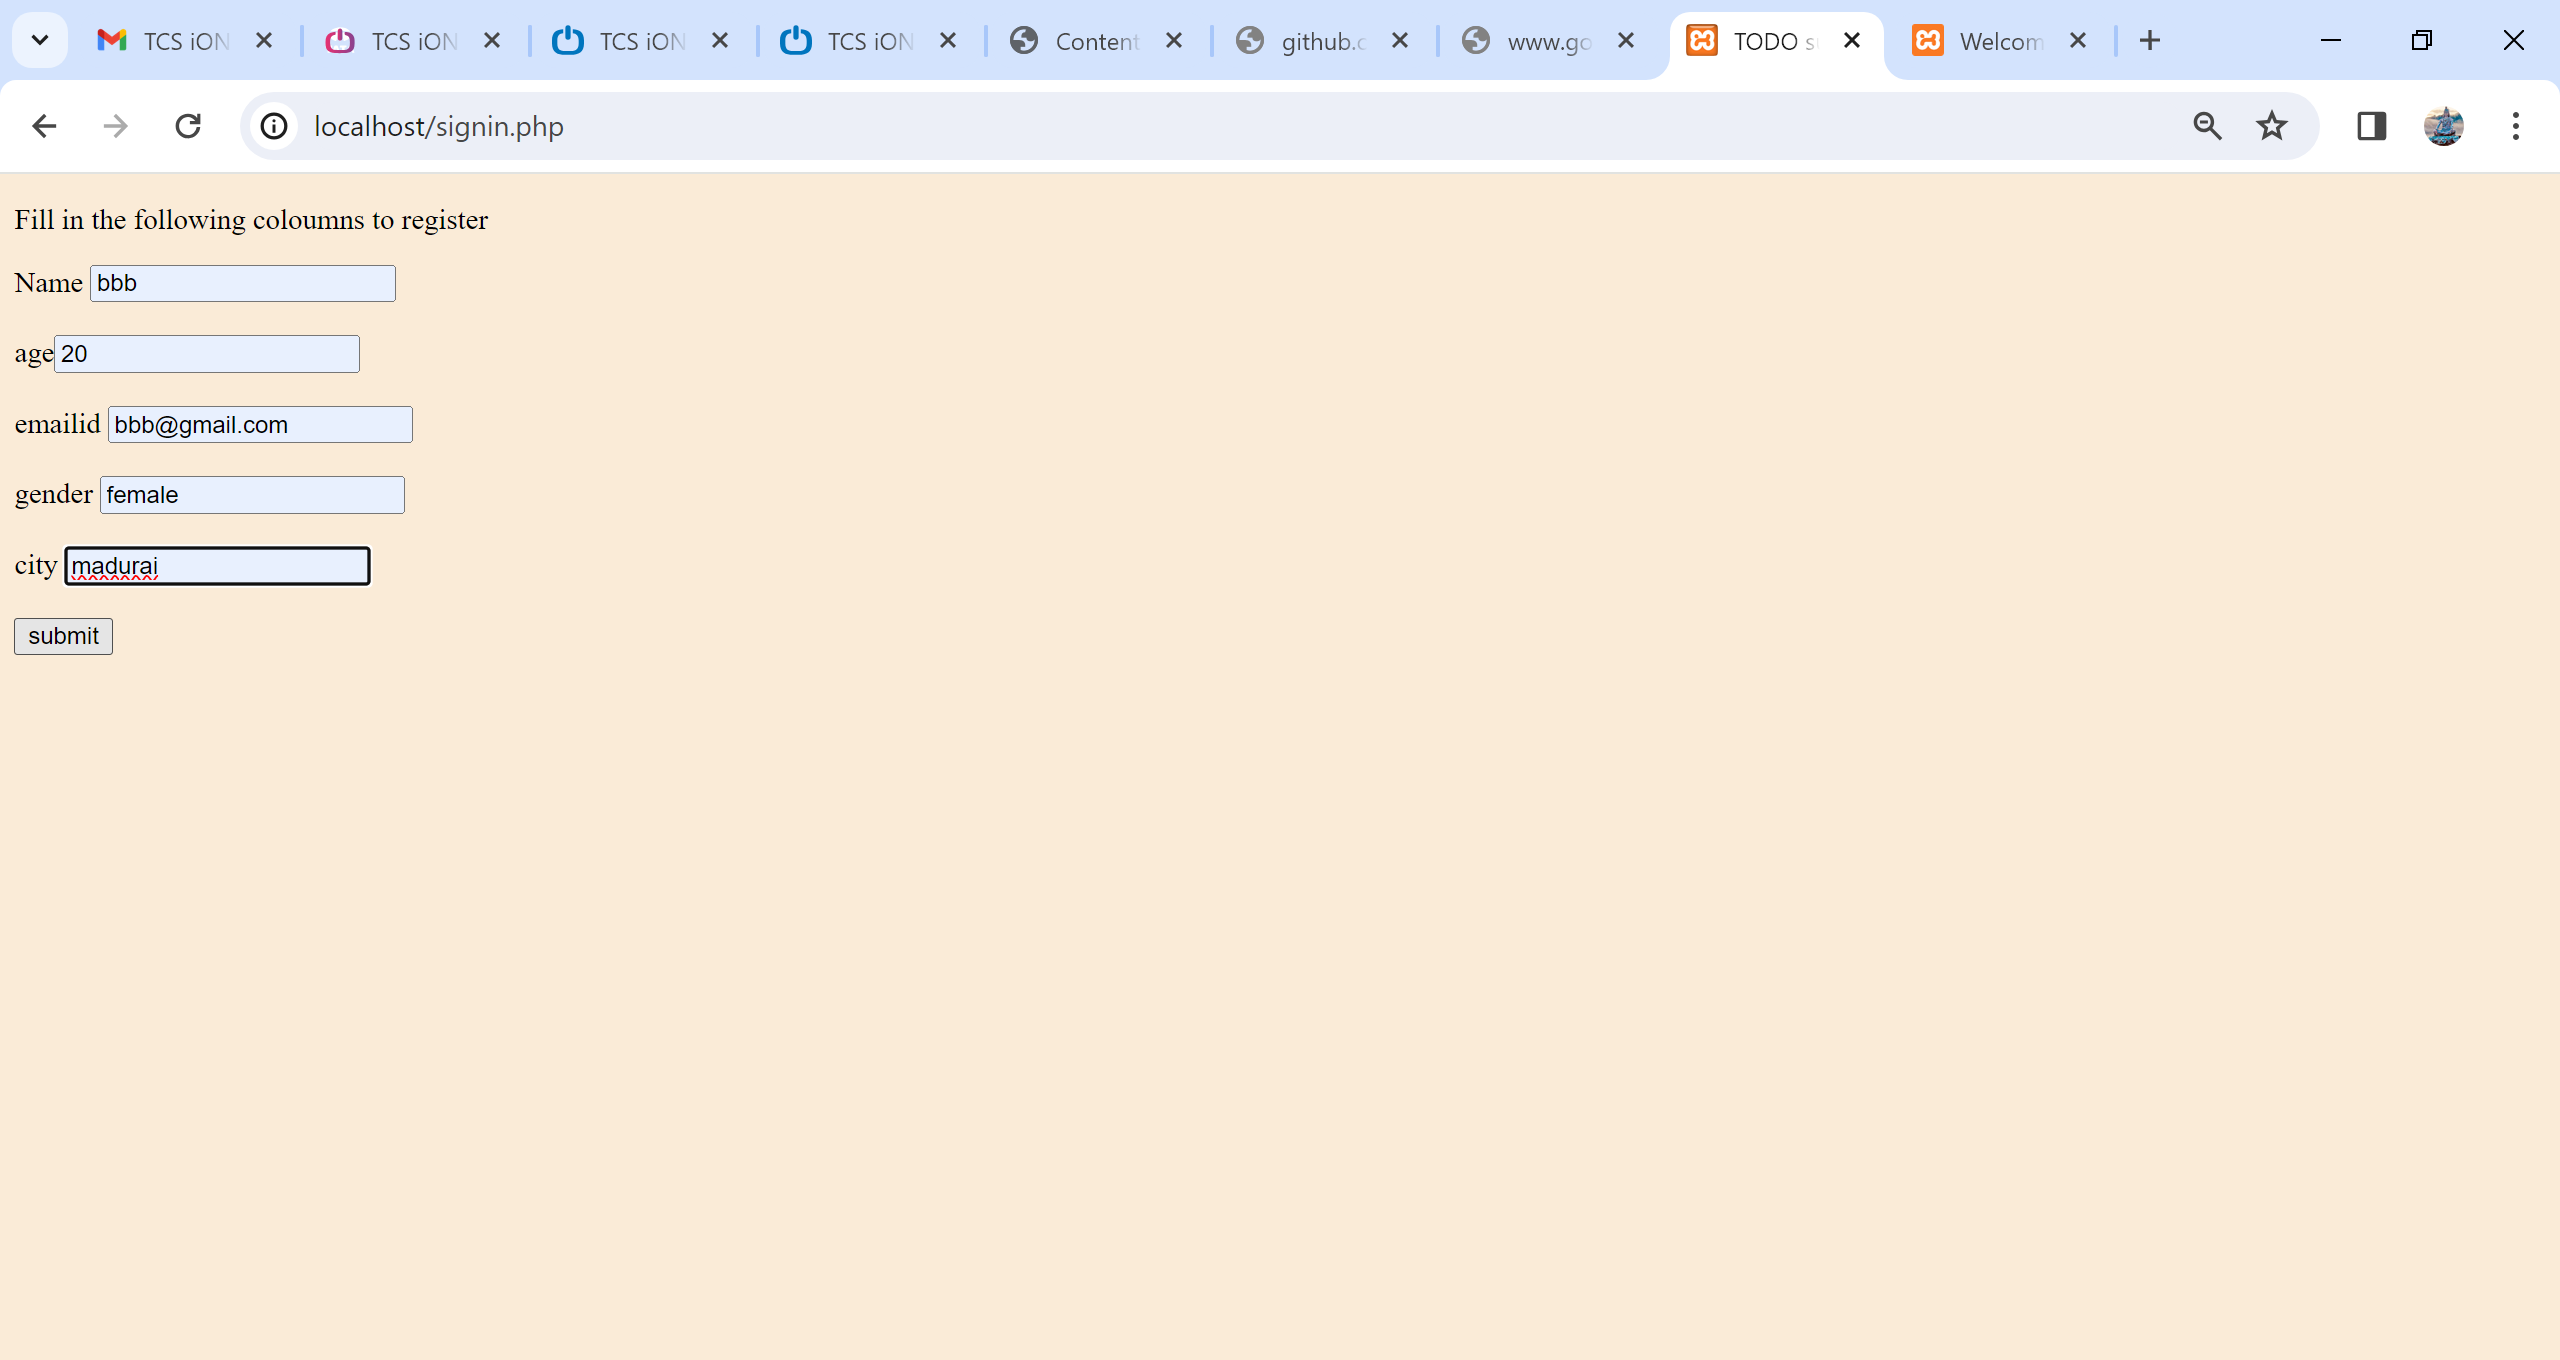 TCS iON
TCS iON
TCS iON
TCS iON
Content
github.c
www.go
TODO s
Welcom
localhost/signin.php
Fill in the following coloumns to register
Name bbb
age 20
emailid bbb@gmail.com
gender female
city madurai
submit